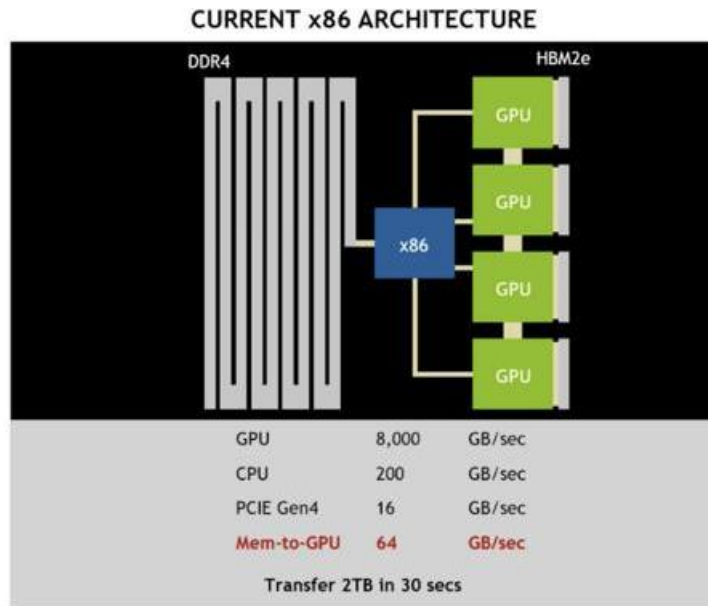 CURRENT x86 ARCHITECTURE
DDR4
HBM2e
GPU
GPU
x86
GPU
GPU
GPU 8,000 GB/sec
CPU 200 GB/sec
PCIE Gen4 16 GB/sec
Mem-to-GPU 64 GB/sec
Transfer 2TB in 30 secs